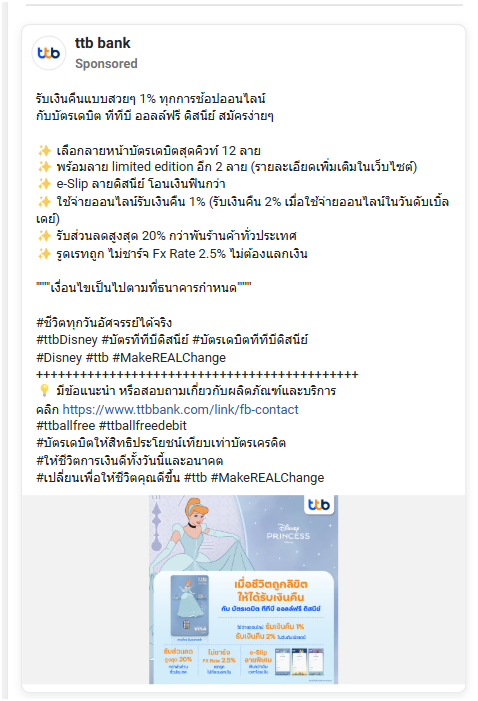 ttb
ttb bank
Sponsored
รับเงินคืนแบบสวยๆ 1% ทุกการช้อปออนไลน์
กับบัตรเดบิต ทีทีบี ออลล์ฟรี ดิสนีย์ สมัครง่ายๆ
✨ เลือกลายหน้าบัตรเดบิตสุดคิวท์ 12 ลาย
✨ พร้อมลาย limited edition อีก 2 ลาย (รายละเอียดเพิ่มเติมในเว็บไซต์)
✨ e-Slip ลายดิสนีย์ โอนเงินฟินกว่า
✨ ใช้จ่ายออนไลน์รับเงินคืน 1% (รับเงินคืน 2% เมื่อใช้จ่ายออนไลน์ในวันดับเบิ้ล
เดย์)
✨ รับส่วนลดสูงสุด 20% กว่าพันร้านค้าทั่วประเทศ
✨ รูดเรทถูก ไม่ชาร์จ Fx Rate 2.5% ไม่ต้องแลกเงิน
""""เงื่อนไขเป็นไปตามที่ธนาคารกำหนด""""
#ชีวิตทุกวันอัศจรรย์ได้จริง
#ttbDisney #บัตรทีทีบีดิสนีย์ #บัตรเดบิตทีทีบีดิสนีย์
#Disney #ttb #MakeREALChange
++++++++++++++++++++++++++++++++++++++++++++
💡 มีข้อแนะนำ หรือสอบถามเกี่ยวกับผลิตภัณฑ์และบริการ
คลิก https://www.ttbbank.com/link/fb-contact
#ttballfree #ttballfreedebit
#บัตรเดบิตให้สิทธิประโยชน์เทียบเท่าบัตรเครดิต
#ให้ชีวิตการเงินดีทั้งวันนี้และอนาคต
#เปลี่ยนเพื่อให้ชีวิตคุณดีขึ้น #ttb #MakeREALChange
ttb
Disney
PRINCESS
ttb
VISA
เมื่อชีวิตถูกลิขิต
ให้ได้รับเงินคืน
กับ บัตรเดบิต ทีทีบี ออลล์ฟรี ดิสนีย์
ใช้จ่ายออนไลน์ รับเงินคืน 1%
รับเงินคืน 2%
รับส่วนลด
สูงสุด 20%
ไม่ชาร์จ
FX Rate 2.5%
e-Slip
ลายพิเศษ